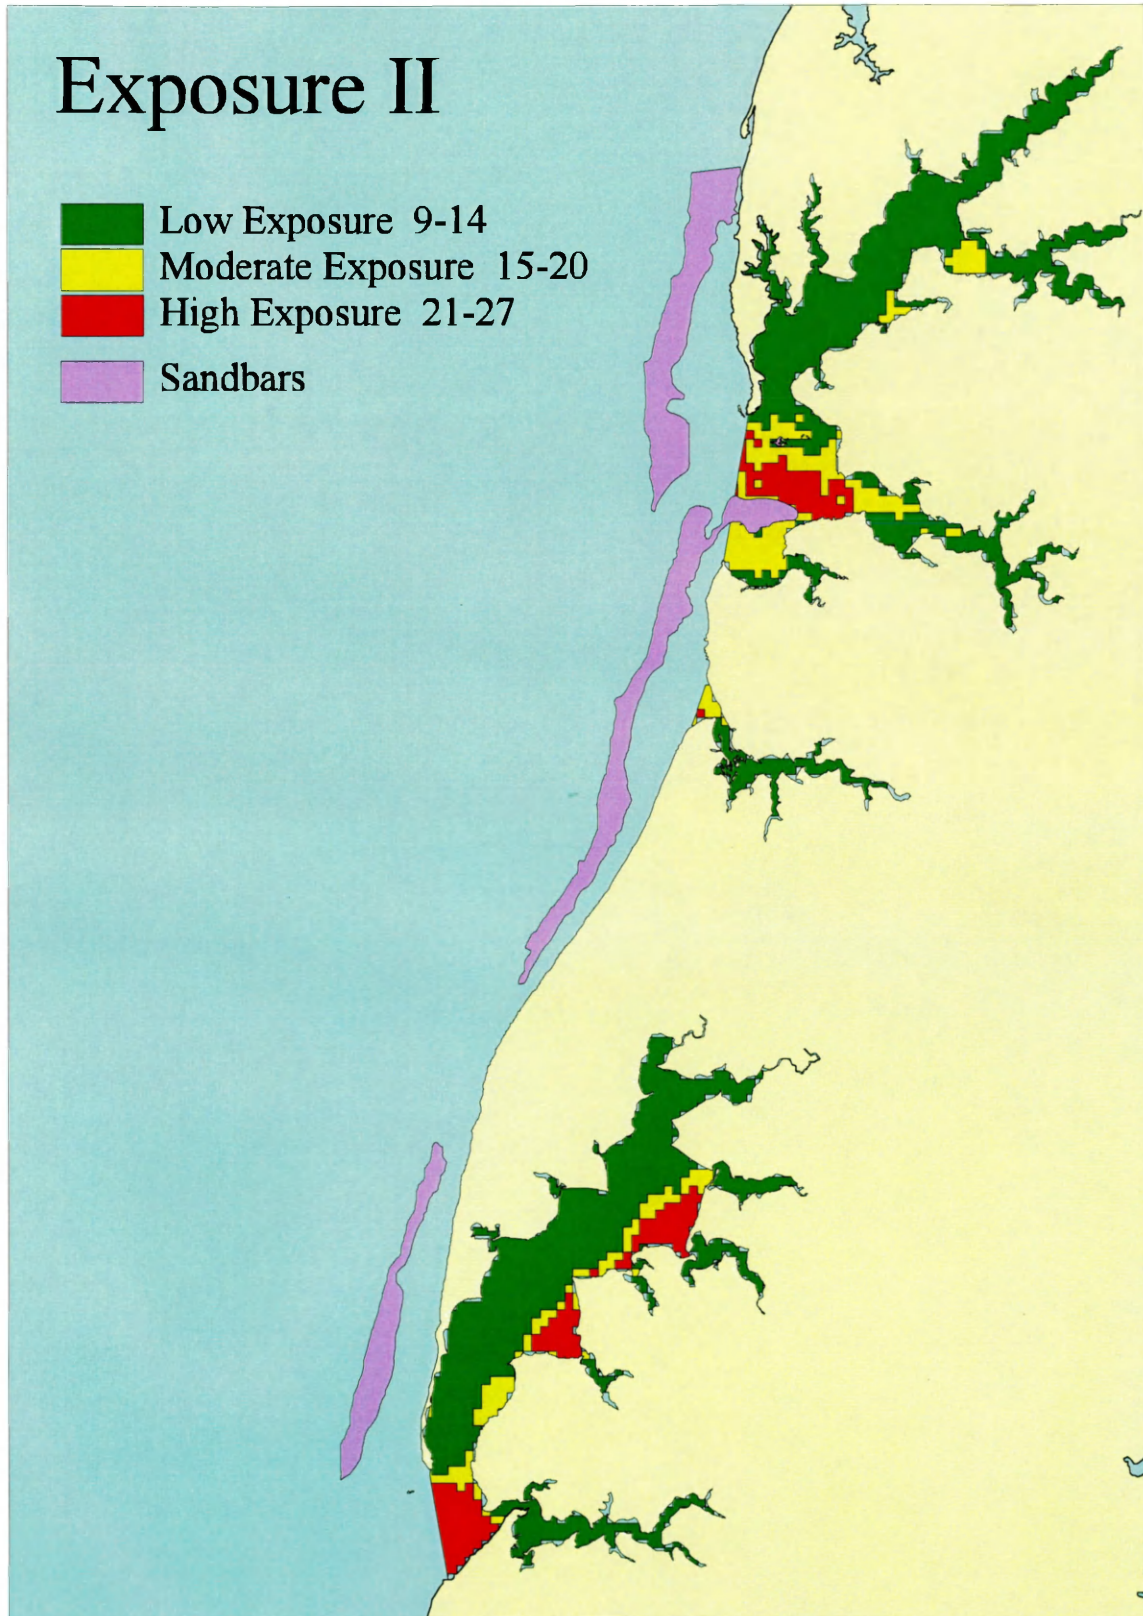 Exposure II
Low Exposure 9-14
Moderate Exposure 15-20
High Exposure 21-27
Sandbars